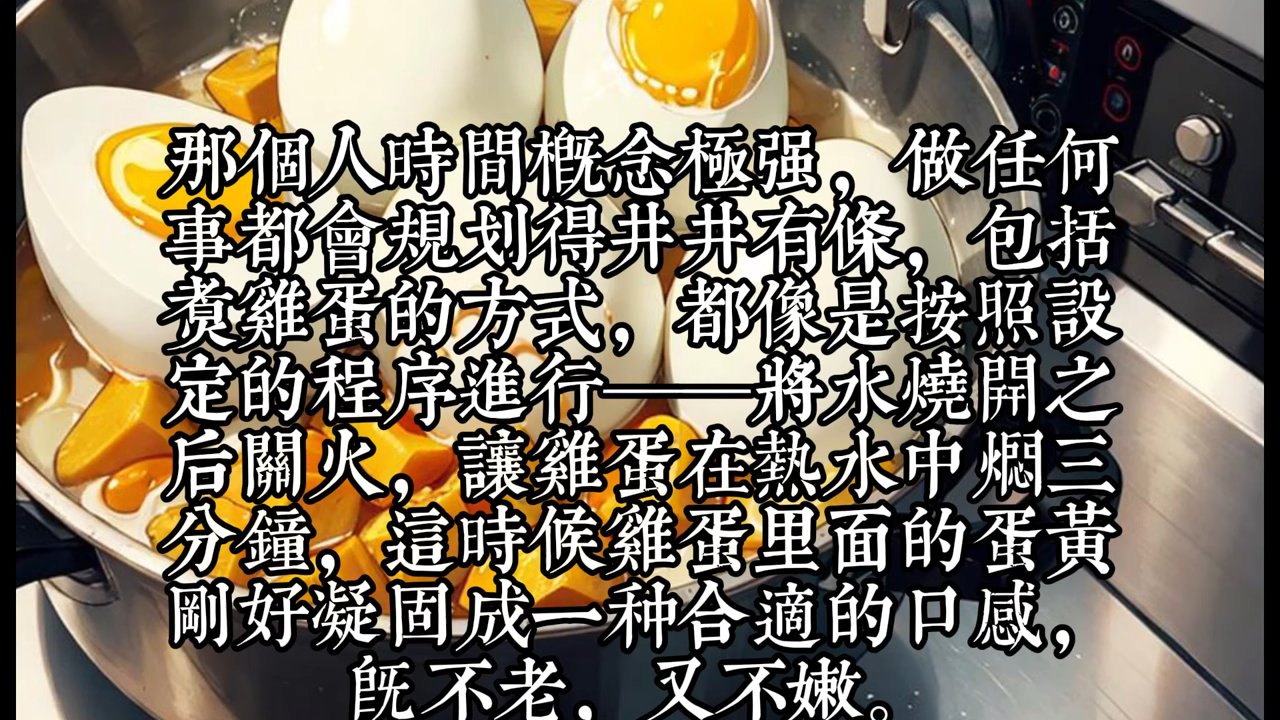 那個人時間槪念極强，做任何
事都會規划得井井有條，包括
煮雞蛋的方式，都像是按照設
定的程序進行——將水燒開之
后關火，讓雞蛋在熱水中燜三
分鐘，這時候雞蛋里面的蛋黃
剛好凝固成一种合適的口感，
旣不老，又不嫩。